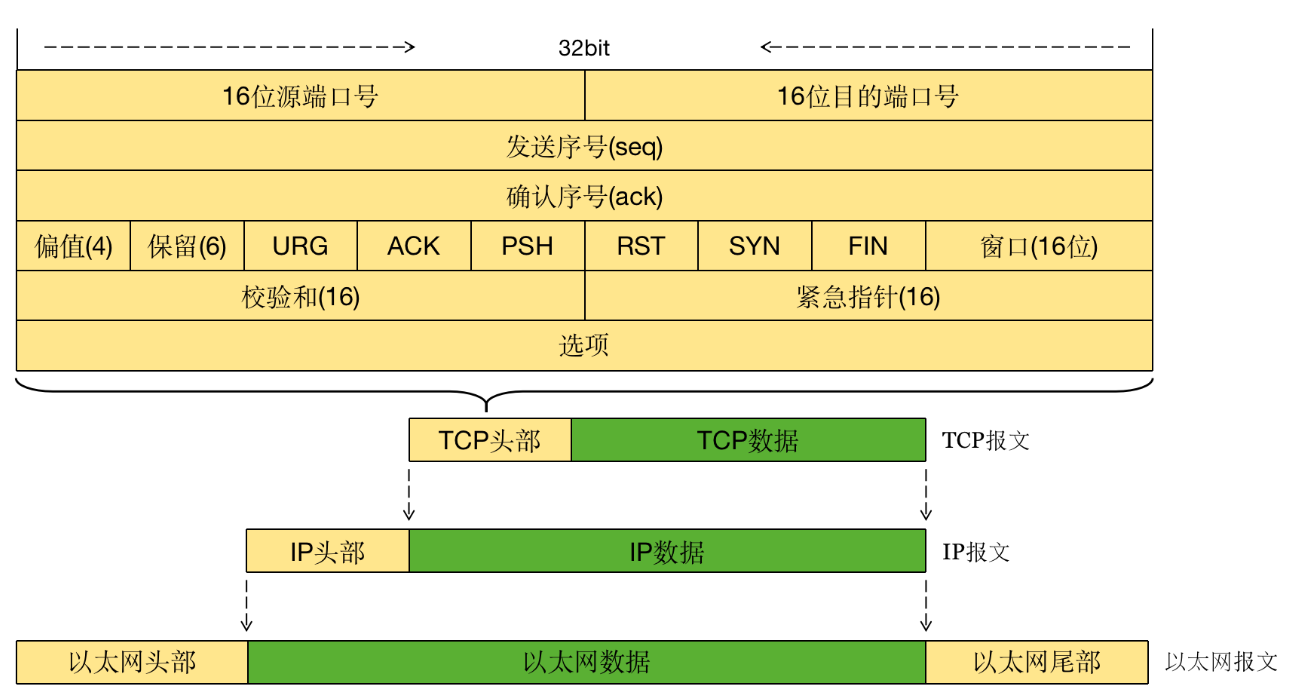 32bit
16位源端口号 16位目的端口号
发送序号(seq)
确认序号(ack)
偏值(4) 保留(6) URG ACK PSH RST SYN FIN 窗口(16位)
校验和(16) 紧急指针(16)
选项
TCP头部 TCP数据 TCP报文
IP头部 IP数据 IP报文
以太网头部 以太网数据 以太网尾部 以太网报文